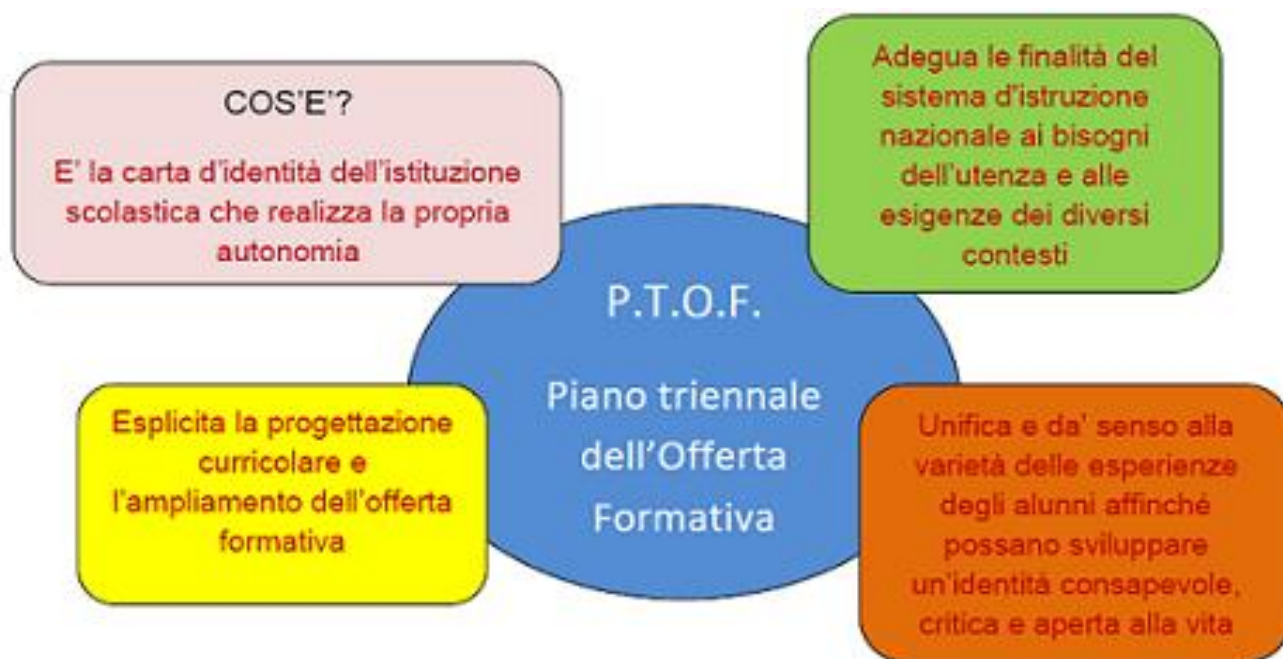 COS'E'?
E' la carta d'identità dell'istituzione
scolastica che realizza la propria
autonomia
Adegua le finalità del
sistema d'istruzione
nazionale ai bisogni
dell'utenza e alle
esigenze dei diversi
contesti
P.T.O.F.
Piano triennale
dell'Offerta
Formativa
Esplicita la progettazione
curricolare e
l'ampliamento dell'offerta
formativa
Unifica e da' senso alla
varietà delle esperienze
degli alunni affinché
possano sviluppare
un'identità consapevole,
critica e aperta alla vita